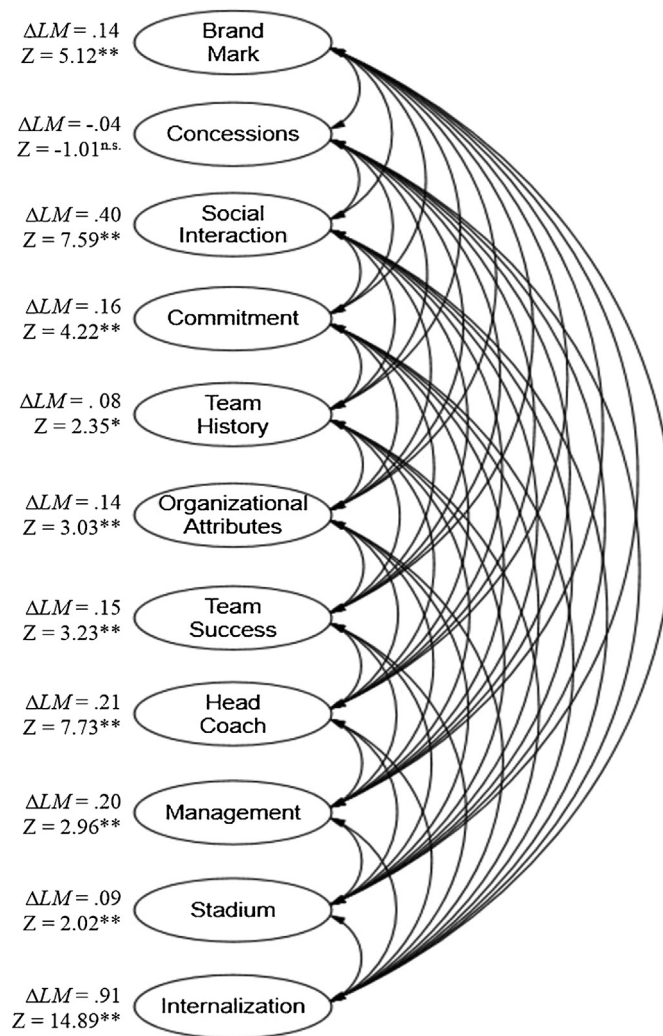 ΔLM = .14
Z = 5.12**
Brand
Mark
ΔLM = -.04
Z = -1.01n.s.
Concessions
ΔLM = .40
Z = 7.59**
Social
Interaction
ΔLM = .16
Z = 4.22**
Commitment
ΔLM = . 08
Z = 2.35*
Team
History
ΔLM = .14
Z = 3.03**
Organizational
Attributes
ΔLM = .15
Z = 3.23**
Team
Success
ΔLM = .21
Z = 7.73**
Head
Coach
ΔLM = .20
Z = 2.96**
Management
ΔLM = .09
Z = 2.02**
Stadium
ΔLM = .91
Z = 14.89**
Internalization